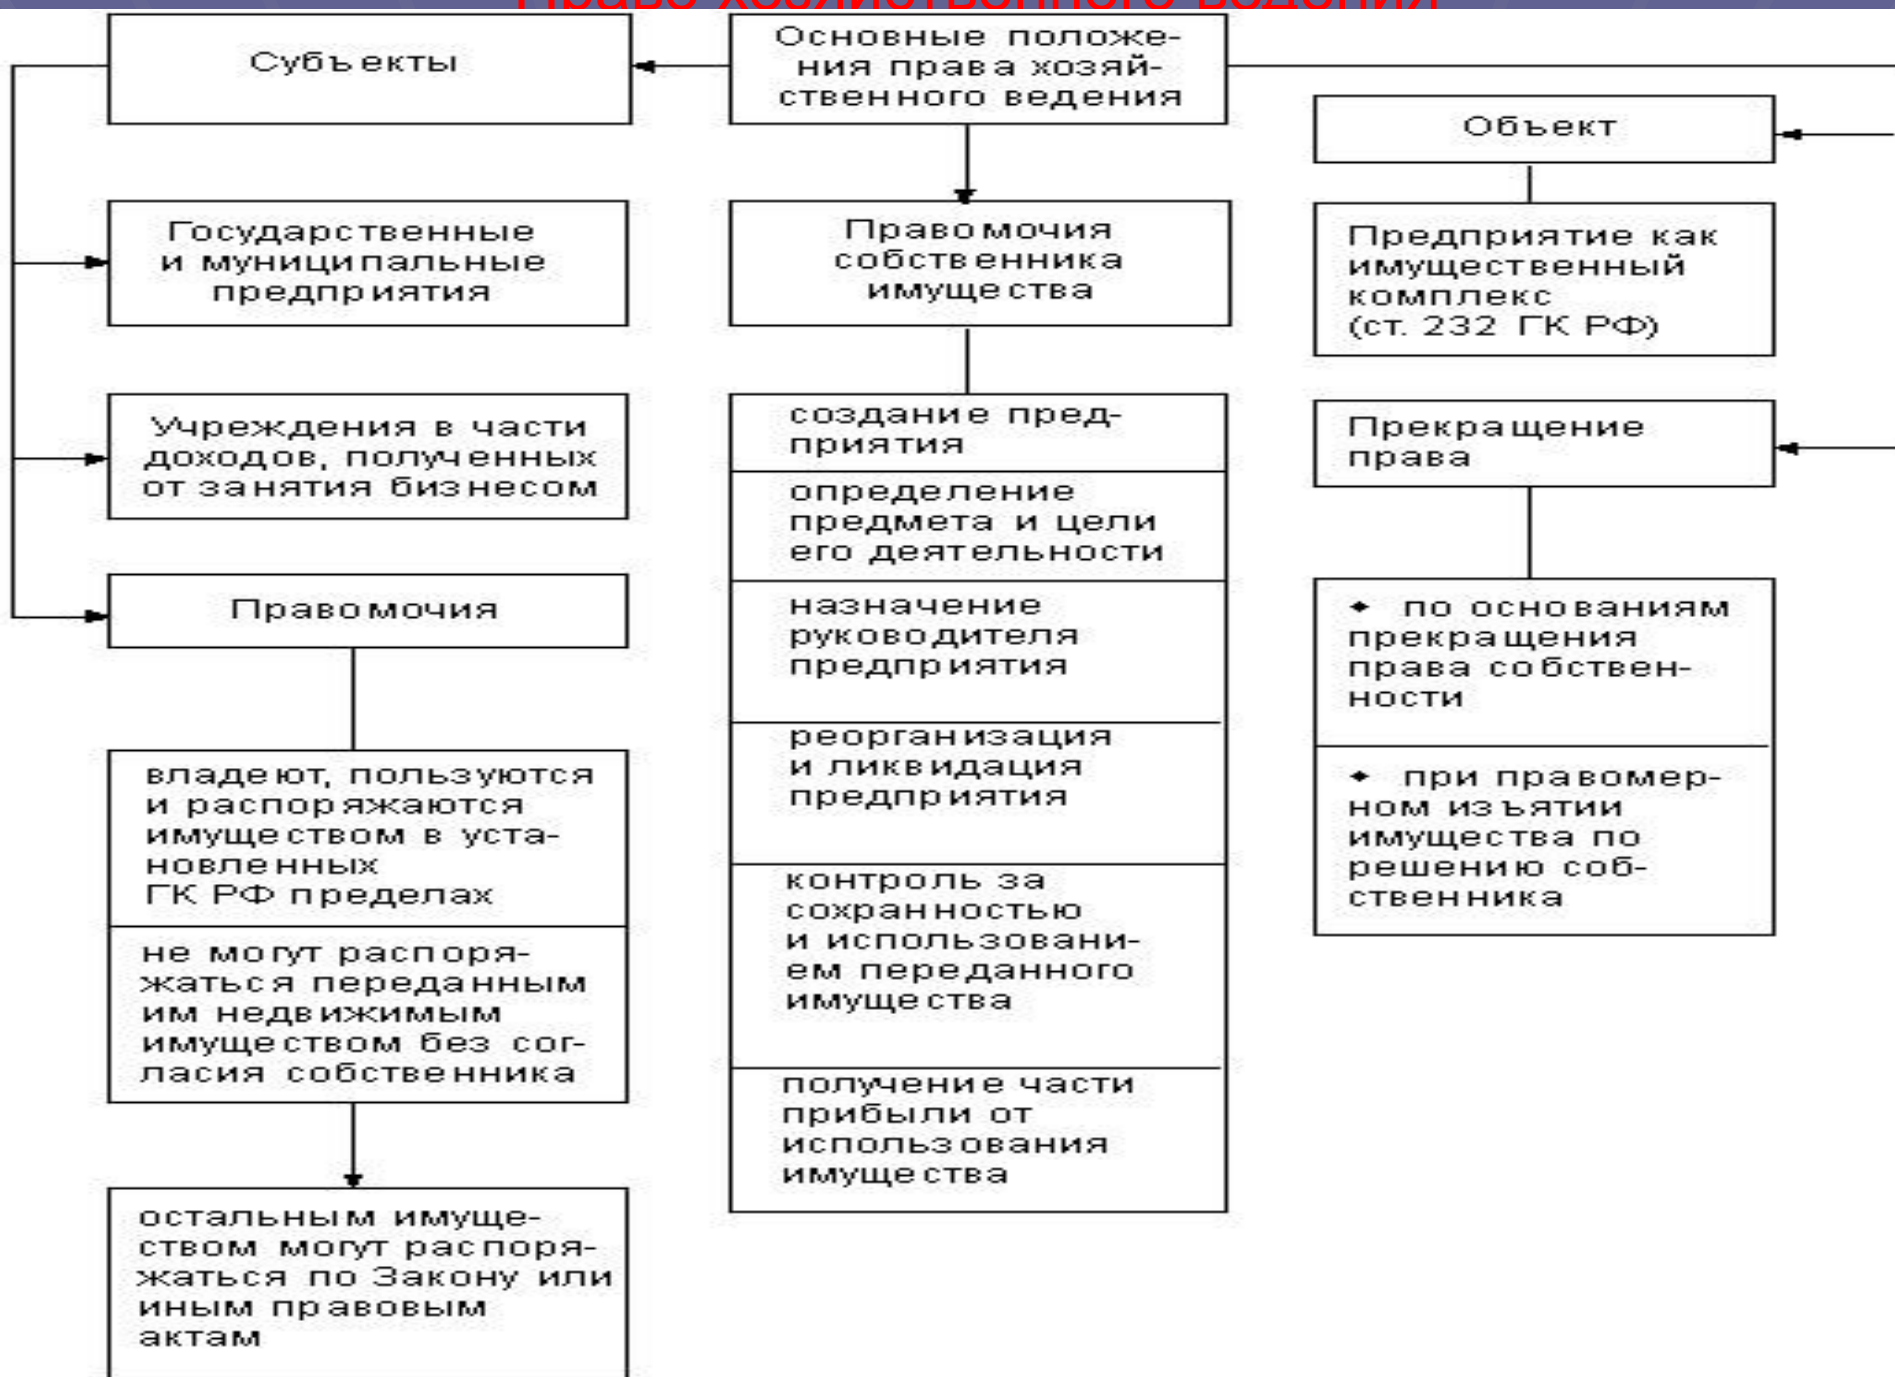 Право хозяйственного ведения
Субъекты
Государственные
и муниципальные
предприятия
Учреждения в части
доходов, полученных
от занятия бизнесом
Правомочия
владеют, пользуются
и распоряжаются
имуществом в уста-
новленных
ГК РФ пределах
не могут распоря-
жаться переданным
им недвижимым
имуществом без сог-
ласия собственника
остальным имуще-
ством могут распоря-
жаться по Закону или
иным правовым
актам
Основные положе-
ния права хозяй-
ственного ведения
Правомочия
собственника
имущества
создание пред-
приятия
определение
предмета и цели
его деятельности
назначение
руководителя
предприятия
реорганизация
и ликвидация
предприятия
контроль за
сохранностью
и использовани-
ем переданного
имущества
получение части
прибыли от
использования
имущества
Объект
Предприятие как
имущественный
комплекс
(ст. 232 ГК РФ)
Прекращение
права
♦ по основаниям
прекращения
права собствен-
ности
♦ при правомер-
ном изъятии
имущества по
решению соб-
ственника